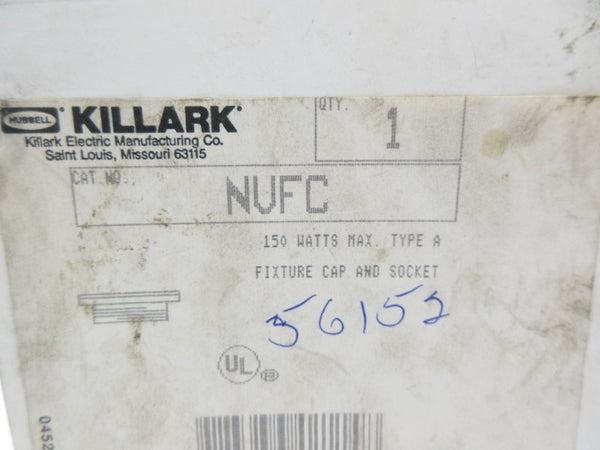 HUBBELL KILLARK®
Killark Electric Manufacturing Co.
Saint Louis, Missouri 63115
QTY.
1
CAT.NO.
NVFC
150 WATTS MAX. TYPE A
FIXTURE CAP AND SOCKET
56152
UL
0452